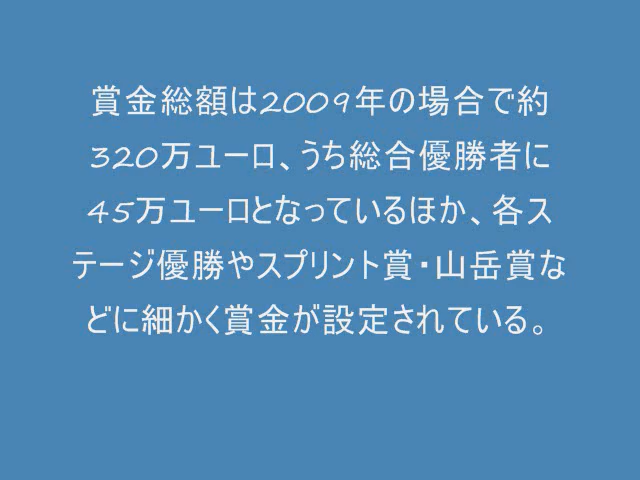 賞金総額は2009年の場合で約
320万ユーロ、うち総合優勝者に
45万ユーロとなっているほか、各ス
テージ優勝やスプリント賞・山岳賞な
どに細かく賞金が設定されている。